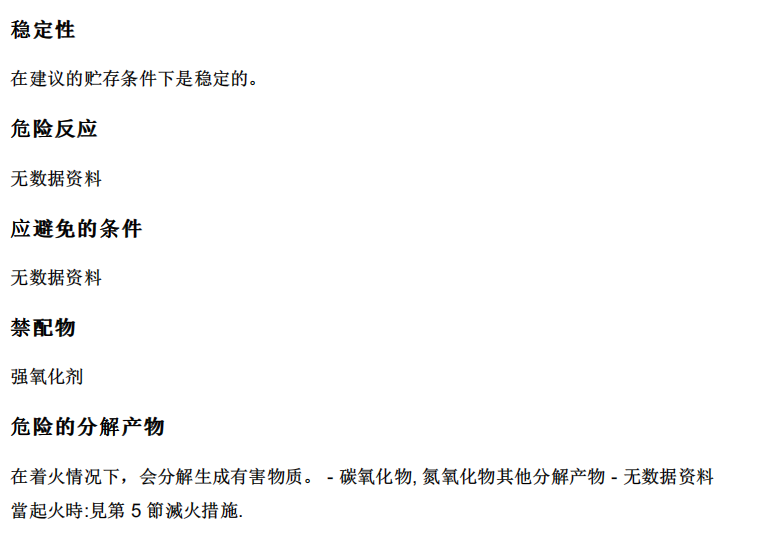 稳定性
在建议的贮存条件下是稳定的。
危险反应
无数据资料
应避免的条件
无数据资料
禁配物
强氧化剂
危险的分解产物
在着火情况下，会分解生成有害物质。 - 碳氧化物, 氮氧化物其他分解产物 - 无数据资料
當起火時:見第 5 節滅火措施.